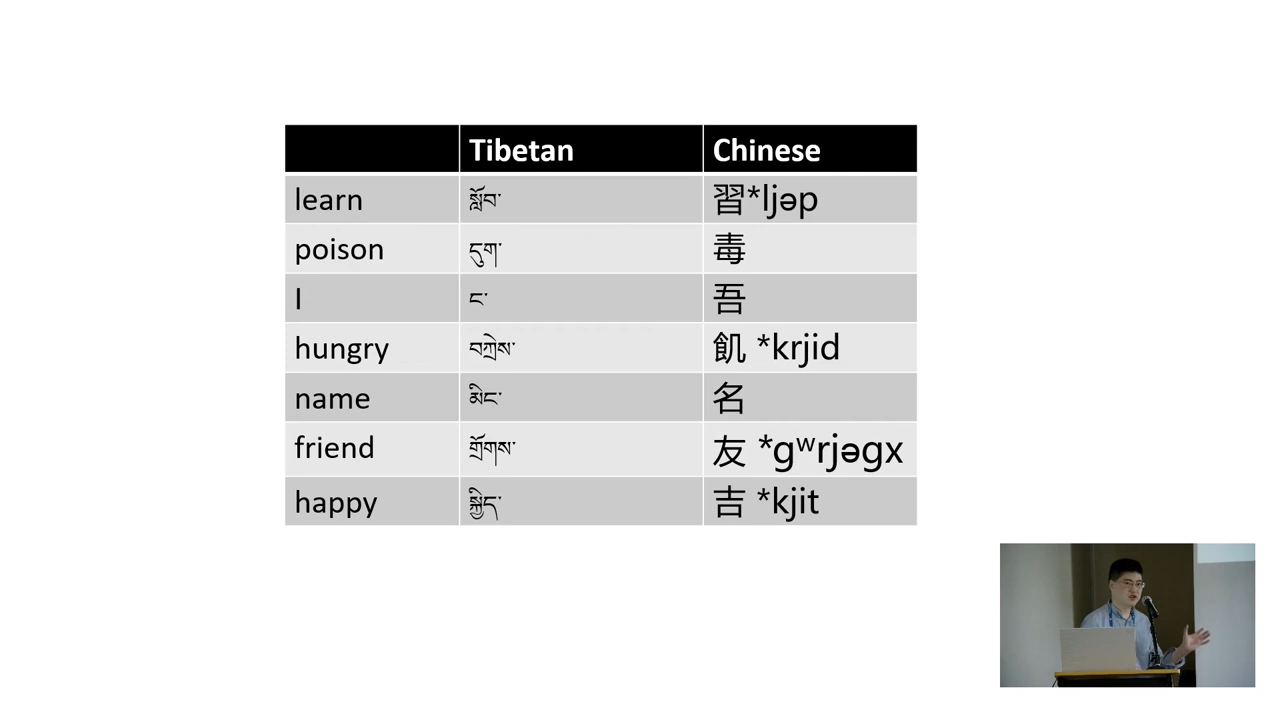 Tibetan Chinese
learn སློབ་ 習*ljəp
poison དུག་ 毒
I ང་ 吾
hungry བཀྲེས་ 飢 *krjid
name མིང་ 名
friend གྲོགས་ 友 *gʷrjəgx
happy སྐྱིད་ 吉 *kjit